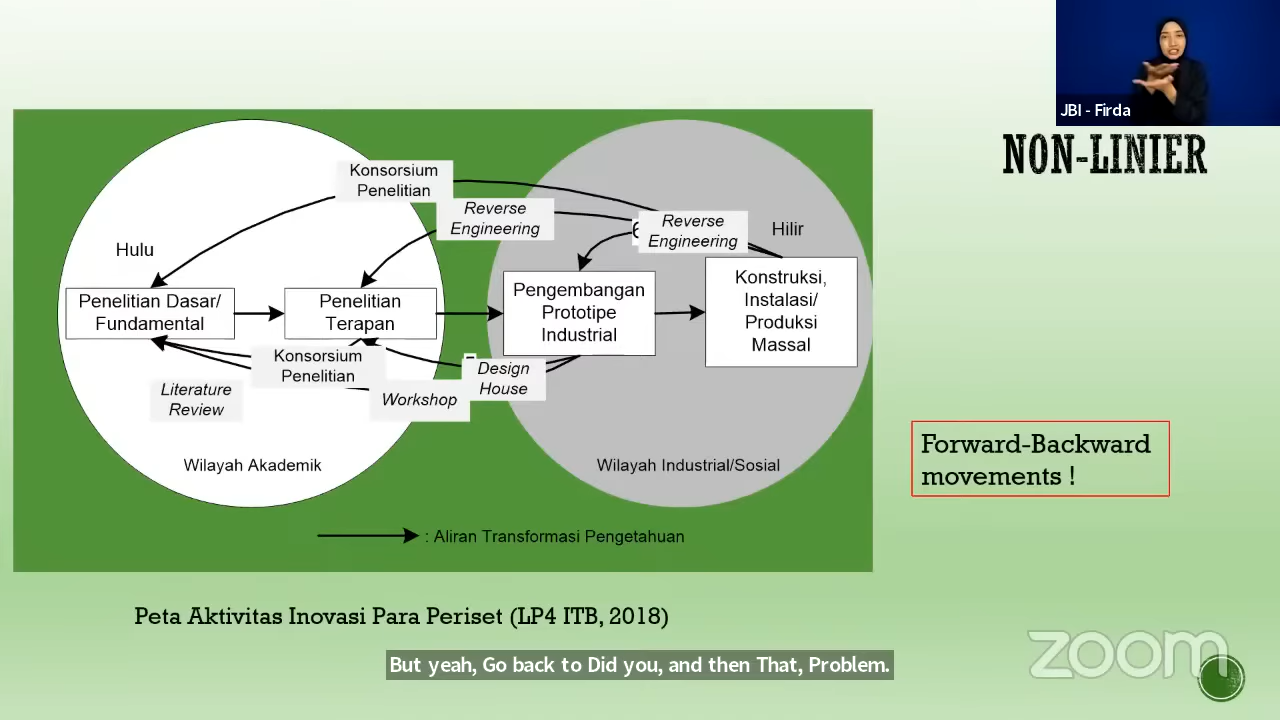 JBI - Firda
NON-LINIER
Konsorsium
Penelitian
Reverse
Engineering
6
Reverse
Engineering
Hulu
Hilir
Penelitian Dasar/
Fundamental
Penelitian
Terapan
Pengembangan
Prototipe
Industrial
Konstruksi,
Instalasi/
Produksi
Massal
Konsorsium
Penelitian
Design
House
Literature
Review
Workshop
Wilayah Akademik
Wilayah Industrial/Sosial
Forward-Backward
movements !
: Aliran Transformasi Pengetahuan
Peta Aktivitas Inovasi Para Periset (LP4 ITB, 2018)
zoom
But yeah, Go back to Did you, and then That, Problem.